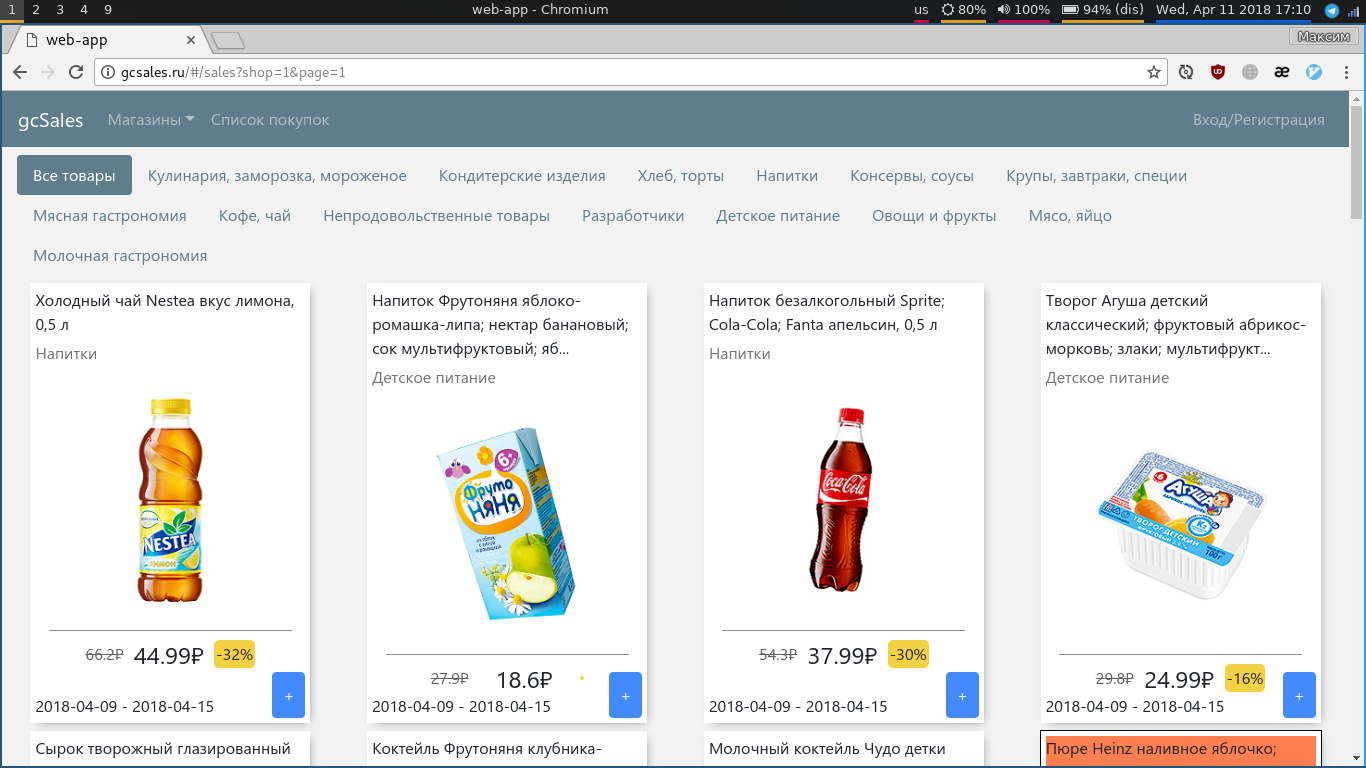 1 2 3 4 9 web-app - Chromium us 80% 100% 94% (dis) Wed, Apr 11 2018 17:10
web-app Максим
gcsales.ru/#/sales?shop=1&page=1
gcSales Магазины Список покупок Вход/Регистрация
Все товары Кулинария, заморозка, мороженое Кондитерские изделия Хлеб, торты Напитки Консервы, соусы Крупы, завтраки, специи
Мясная гастрономия Кофе, чай Непродовольственные товары Разработчики Детское питание Овощи и фрукты Мясо, яйцо
Молочная гастрономия
Холодный чай Nestea вкус лимона,
0,5 л
Напитки
NESTEA
ЛИМОН
66.2₽ 44.99₽ -32%
2018-04-09 - 2018-04-15
+
Напиток Фрутоняня яблоко-
ромашка-липа; нектар банановый;
сок мультифруктовый; яб...
Детское питание
6+
Фруто
НЯНЯ
27.9₽ 18.6₽
2018-04-09 - 2018-04-15
+
Напиток безалкогольный Sprite;
Cola-Cola; Fanta апельсин, 0,5 л
Напитки
Coca-Cola
54.3₽ 37.99₽ -30%
2018-04-09 - 2018-04-15
+
Творог Агуша детский
классический; фруктовый абрикос-
морковь; злаки; мультифрукт...
Детское питание
Агуша
АБРИКОС-МОРКОВЬ
ТВОРОГ ДЕТСКИЙ
100г
29.8₽ 24.99₽ -16%
2018-04-09 - 2018-04-15
+
Сырок творожный глазированный
Коктейль Фрутоняня клубника-
Молочный коктейль Чудо детки
Пюре Heinz наливное яблочко;